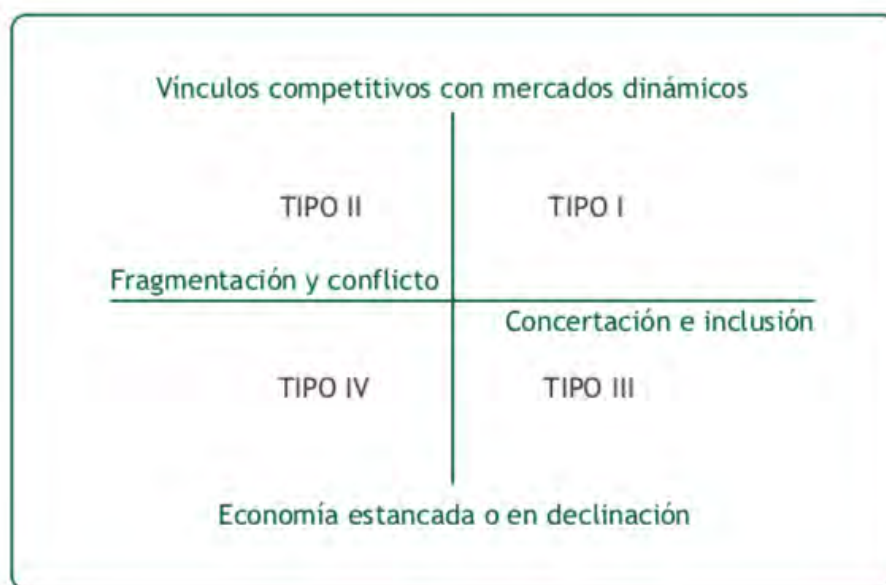 Vínculos competitivos con mercados dinámicos
TIPO II
TIPO I
Fragmentación y conflicto
Concertación e inclusión
TIPO IV
TIPO III
Economía estancada o en declinación